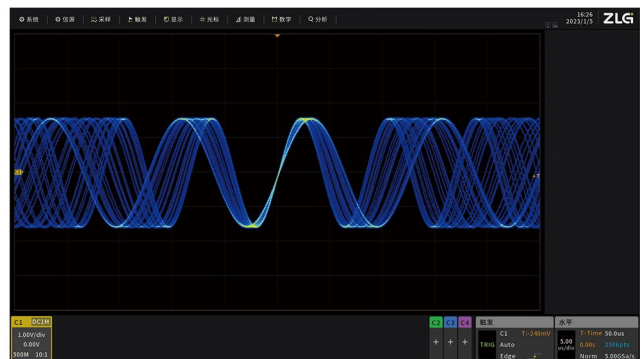 系统 信源 采样 触发 显示 光标 测量 数学 分析
16:26
2023/1/5
ZLG
T
C1 DC1M
1.00V/div
0.00V
500M 10:1
C2 C3 C4
+ + +
触发
C1 T:-240mV
TRIG Auto
Edge
水平
5.00 us/div
T-Time 50.0us
0.00s 250kpts
Norm 5.00GSa/s